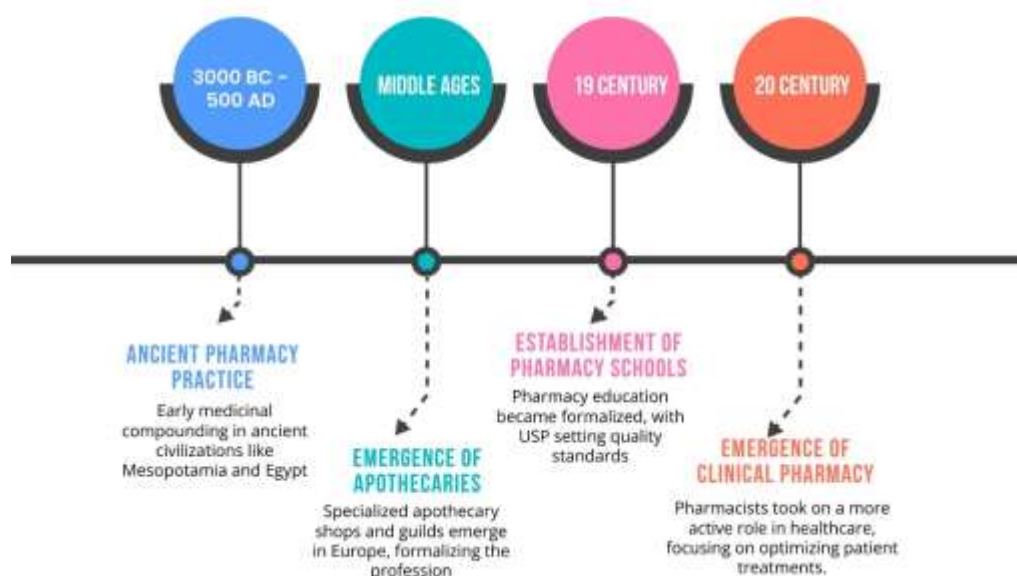 3000 BC -
500 AD
MIDDLE AGES
19 CENTURY
20 CENTURY
ANCIENT PHARMACY
PRACTICE
Early medicinal
compounding in ancient
civilizations like
Mesopotamia and Egypt
EMERGENCE OF
APOTHECARIES
Specialized apothecary
shops and guilds emerge
in Europe, formalizing the
profession
ESTABLISHMENT OF
PHARMACY SCHOOLS
Pharmacy education
became formalized, with
USP setting quality
standards
EMERGENCE OF
CLINICAL PHARMACY
Pharmacists took on a more
active role in healthcare,
focusing on optimizing patient
treatments.